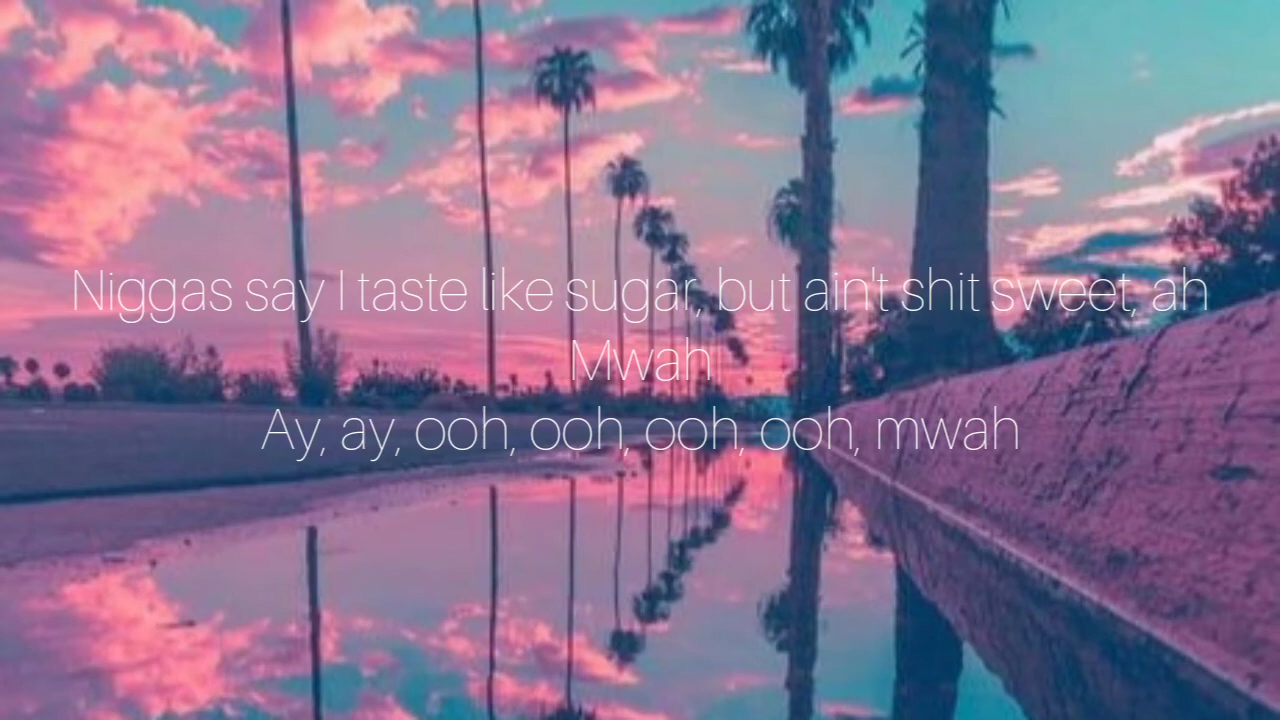 Niggas say I taste like sugar, but ain't shit sweet, ah
Mwah
Ay, ay, ooh, ooh, ooh, ooh, mwah